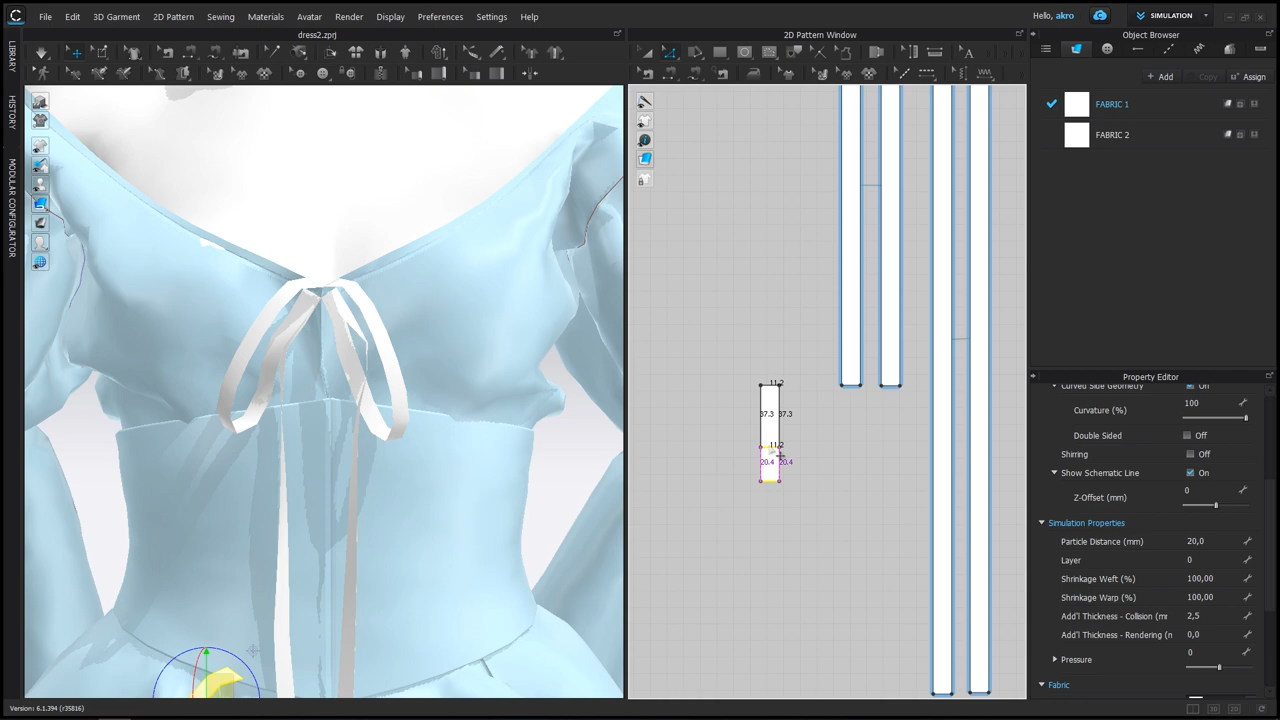 File Edit 3D Garment 2D Pattern Sewing Materials Avatar Render Display Preferences Settings Help
Hello, akro
SIMULATION
dress2.zprj
2D Pattern Window
Object Browser
LIBRARY
HISTORY
MODULAR CONFIGURATOR
Add Copy Assign
FABRIC 1
FABRIC 2
11.2
37.3 37.3
11.2
20.4 20.4
Property Editor
Curved Side Geometry On
Curvature (%) 100
Double Sided Off
Shirring Off
Show Schematic Line On
Z-Offset (mm) 0
Simulation Properties
Particle Distance (mm) 20,0
Layer 0
Shrinkage Weft (%) 100,00
Shrinkage Warp (%) 100,00
Add'l Thickness - Collision (m 2,5
Add'l Thickness - Rendering (n 0,0
Pressure 0
Fabric
Version: 6.1.394 (r35816)
3D 2D